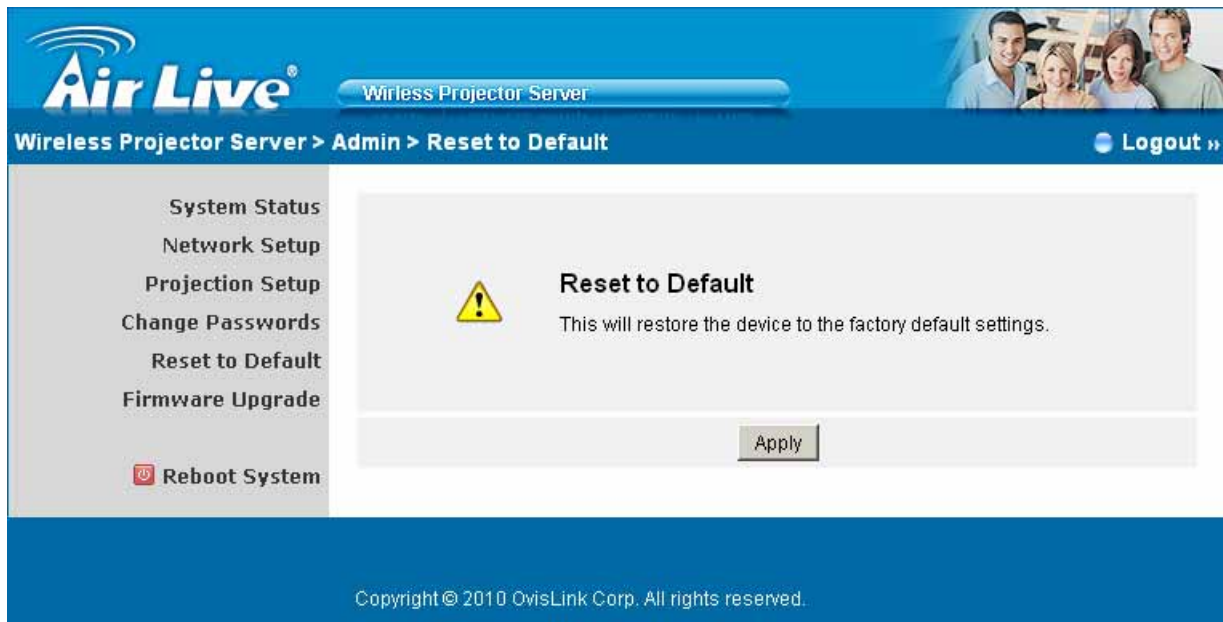 Air Live®
Wirless Projector Server
Wireless Projector Server > Admin > Reset to Default
Logout »
System Status
Network Setup
Projection Setup
Change Passwords
Reset to Default
Firmware Upgrade
Reboot System
Reset to Default
This will restore the device to the factory default settings.
Apply
Copyright © 2010 OvisLink Corp. All rights reserved.